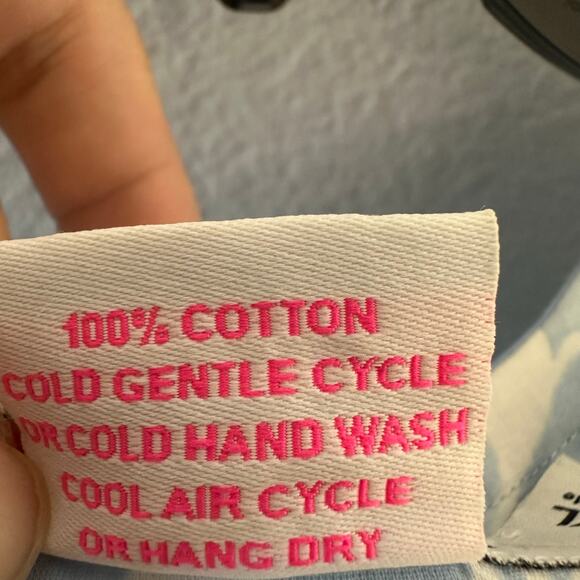 100% COTTON
COLD GENTLE CYCLE
OR COLD HAND WASH
COOL AIR CYCLE
OR HANG DRY